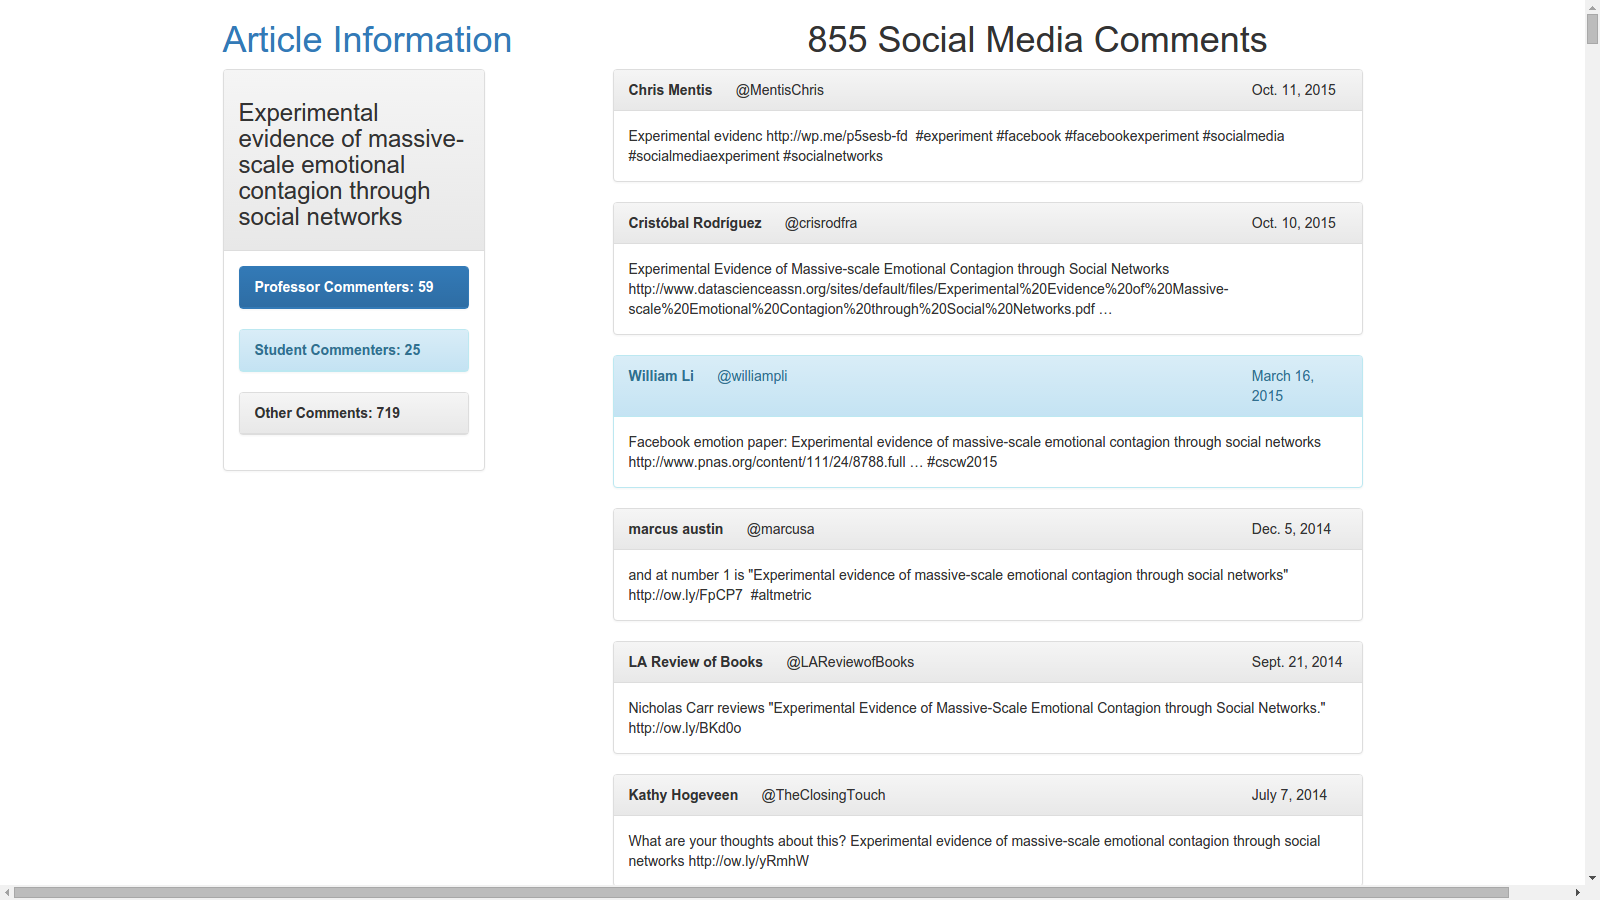 Article Information
Experimental
evidence of massive-
scale emotional
contagion through
social networks
Professor Commenters: 59
Student Commenters: 25
Other Comments: 719
855 Social Media Comments
Chris Mentis @MentisChris Oct. 11, 2015
Experimental evidenc http://wp.me/p5sesb-fd #experiment #facebook #facebookexperiment #socialmedia
#socialmediaexperiment #socialnetworks
Cristóbal Rodríguez @crisrodfra Oct. 10, 2015
Experimental Evidence of Massive-scale Emotional Contagion through Social Networks
http://www.datascienceassn.org/sites/default/files/Experimental%20Evidence%20of%20Massive-
scale%20Emotional%20Contagion%20through%20Social%20Networks.pdf …
William Li @williampli March 16,
2015
Facebook emotion paper: Experimental evidence of massive-scale emotional contagion through social networks
http://www.pnas.org/content/111/24/8788.full … #cscw2015
marcus austin @marcusa Dec. 5, 2014
and at number 1 is "Experimental evidence of massive-scale emotional contagion through social networks"
http://ow.ly/FpCP7 #altmetric
LA Review of Books @LAReviewofBooks Sept. 21, 2014
Nicholas Carr reviews "Experimental Evidence of Massive-Scale Emotional Contagion through Social Networks."
http://ow.ly/BKd0o
Kathy Hogeveen @TheClosingTouch July 7, 2014
What are your thoughts about this? Experimental evidence of massive-scale emotional contagion through social
networks http://ow.ly/yRmhW